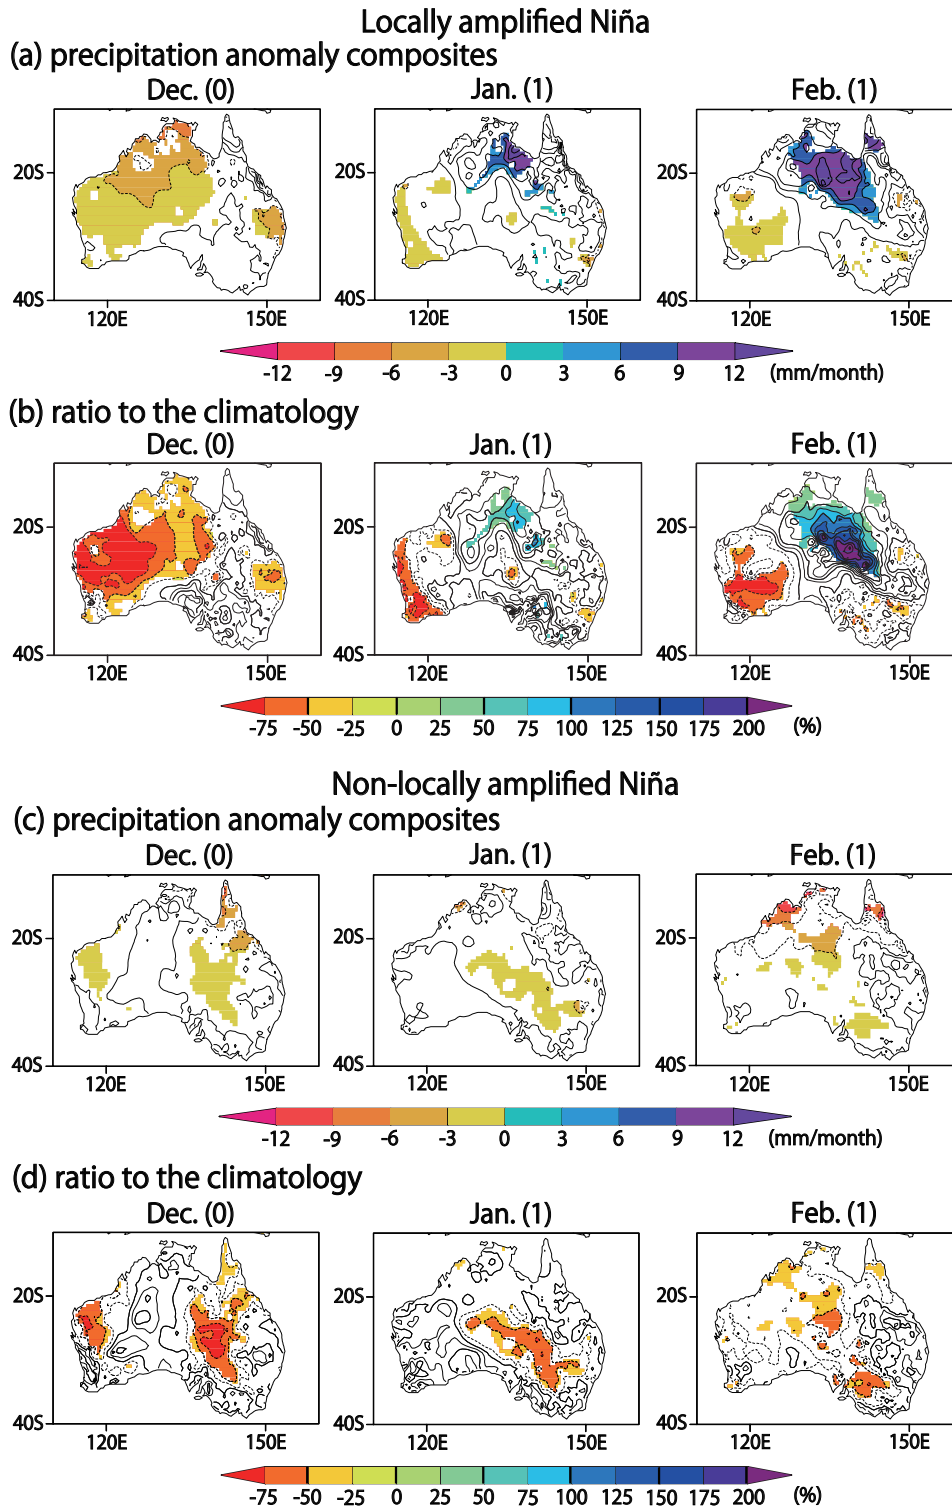 Locally amplified Niña
(a) precipitation anomaly composites
Dec. (0) Jan. (1) Feb. (1)
20S 20S 20S
40S 40S 40S
120E 150E 120E 150E 120E 150E
-12 -9 -6 -3 0 3 6 9 12 (mm/month)
(b) ratio to the climatology
Dec. (0) Jan. (1) Feb. (1)
20S 20S 20S
40S 40S 40S
120E 150E 120E 150E 120E 150E
-75 -50 -25 0 25 50 75 100 125 150 175 200 (%)
Non-locally amplified Niña
(c) precipitation anomaly composites
Dec. (0) Jan. (1) Feb. (1)
20S 20S 20S
40S 40S 40S
120E 150E 120E 150E 120E 150E
-12 -9 -6 -3 0 3 6 9 12 (mm/month)
(d) ratio to the climatology
Dec. (0) Jan. (1) Feb. (1)
20S 20S 20S
40S 40S 40S
120E 150E 120E 150E 120E 150E
-75 -50 -25 0 25 50 75 100 125 150 175 200 (%)